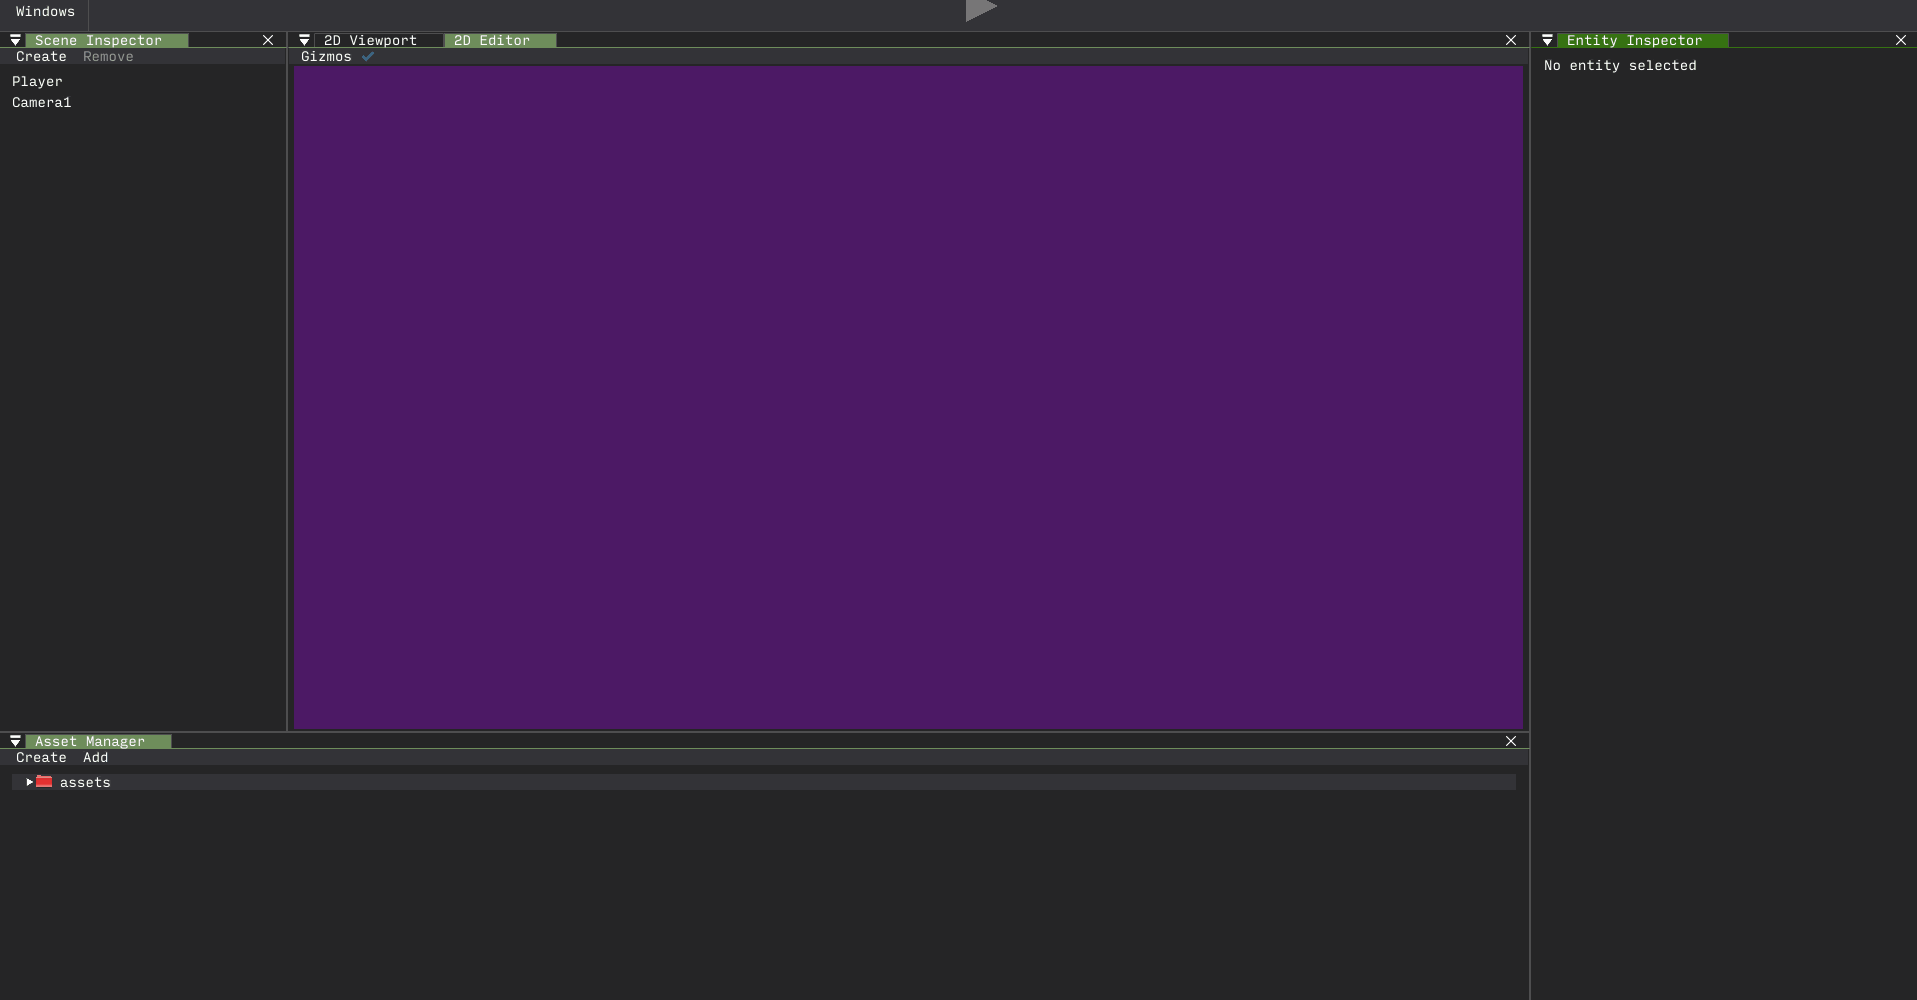 Windows
Scene Inspector
Create Remove
Player
Camera1
2D Viewport 2D Editor
Gizmos
Entity Inspector
No entity selected
Asset Manager
Create Add
assets